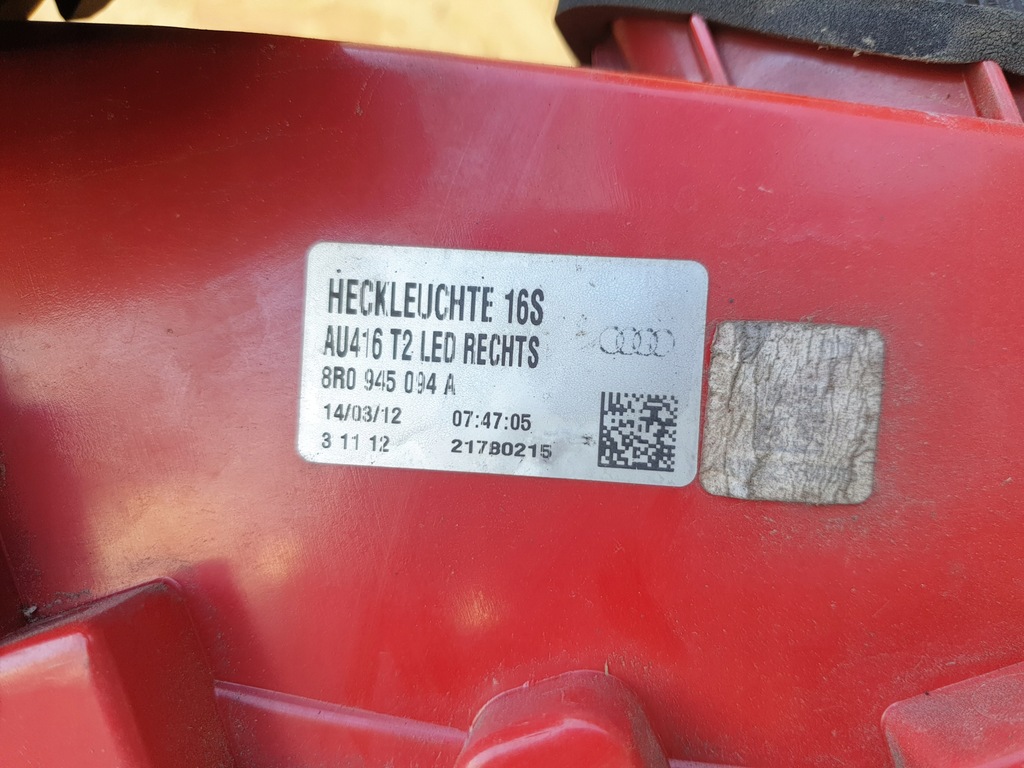 HECKLEUCHTE 16S
AU416 T2 LED RECHTS
8R0 945 094 A
14/03/12 07:47:05
3 11 12 21780215